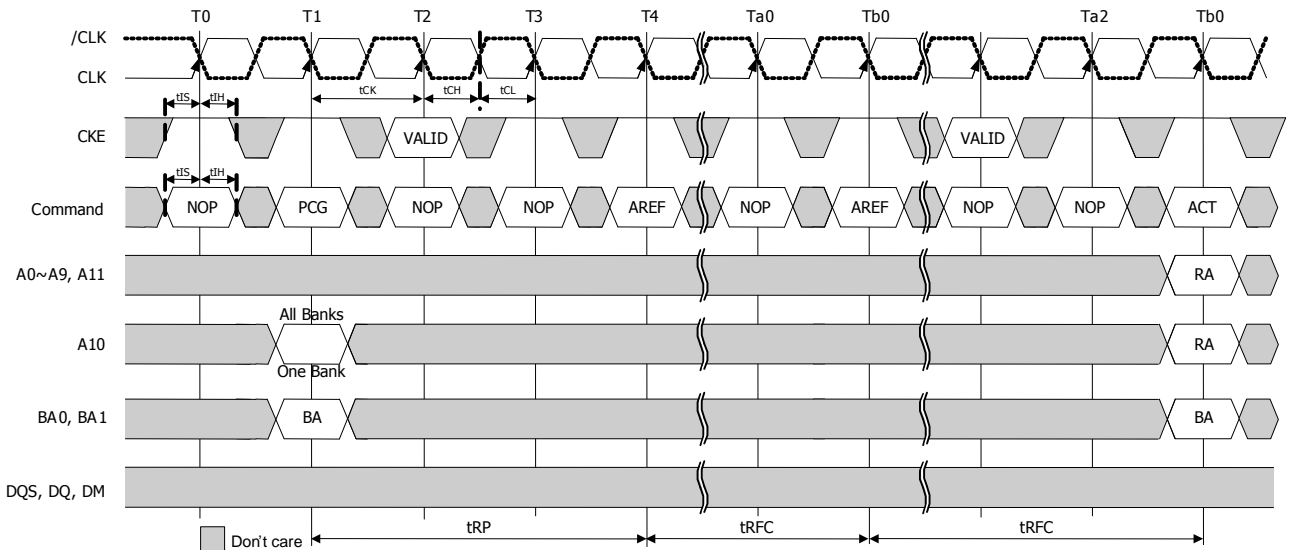 T0 T1 T2 T3 T4 Ta0 Tb0 Ta2 Tb0
/CLK
CLK
tCK tCH tCL
tIS tIH
CKE VALID VALID
tIS tIH
Command NOP PCG NOP NOP AREF NOP AREF NOP NOP ACT
A0~A9, A11 RA
All Banks
A10 RA
One Bank
BA0, BA1 BA BA
DQS, DQ, DM
tRP tRFC tRFC
Don't care